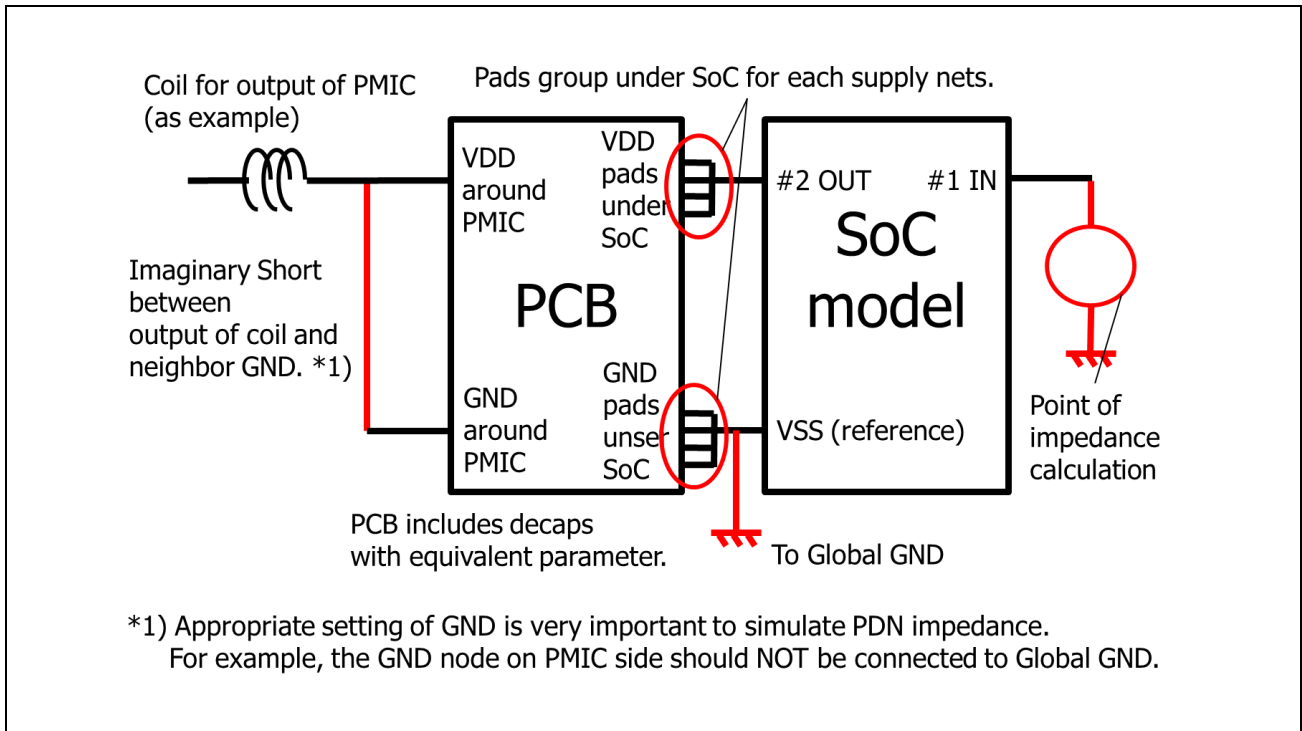 Coil for output of PMIC
(as example)
Pads group under SoC for each supply nets.
VDD
around
PMIC
VDD
pads
under
SoC
#2 OUT
#1 IN
SoC
model
Imaginary Short
between
output of coil and
neighbor GND. *1)
PCB
GND
around
PMIC
GND
pads
unser
SoC
VSS (reference)
Point of
impedance
calculation
PCB includes decaps
with equivalent parameter.
To Global GND
*1) Appropriate setting of GND is very important to simulate PDN impedance.
For example, the GND node on PMIC side should NOT be connected to Global GND.